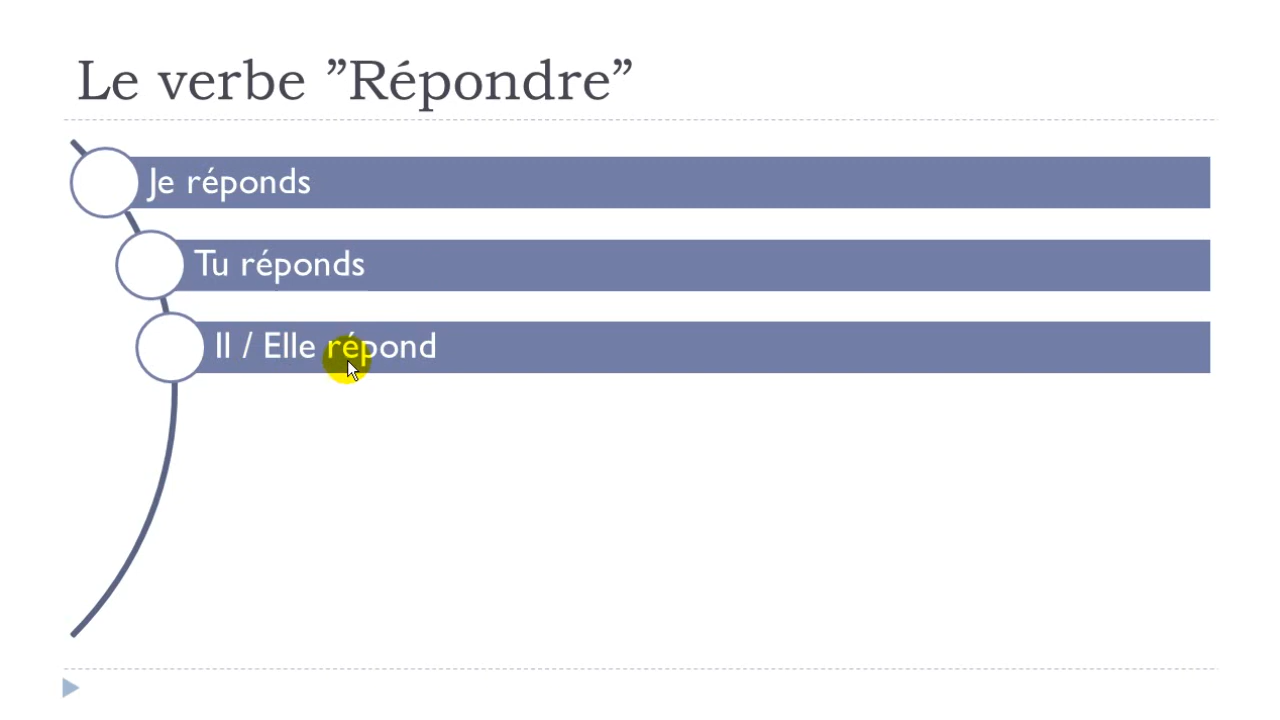 Le verbe ”Répondre”
Je réponds
Tu réponds
Il / Elle répond